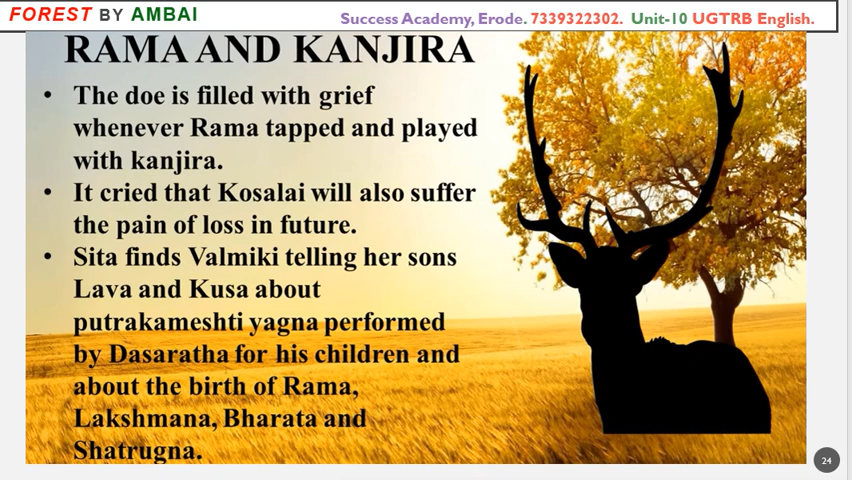 FOREST BY AMBAI
Success Academy, Erode. 7339322302. Unit-10 UGTRB English.
RAMA AND KANJIRA
• The doe is filled with grief
whenever Rama tapped and played
with kanjira.
• It cried that Kosalai will also suffer
the pain of loss in future.
• Sita finds Valmiki telling her sons
Lava and Kusa about
putrakameshti yagna performed
by Dasaratha for his children and
about the birth of Rama,
Lakshmana, Bharata and
Shatrugna.
24